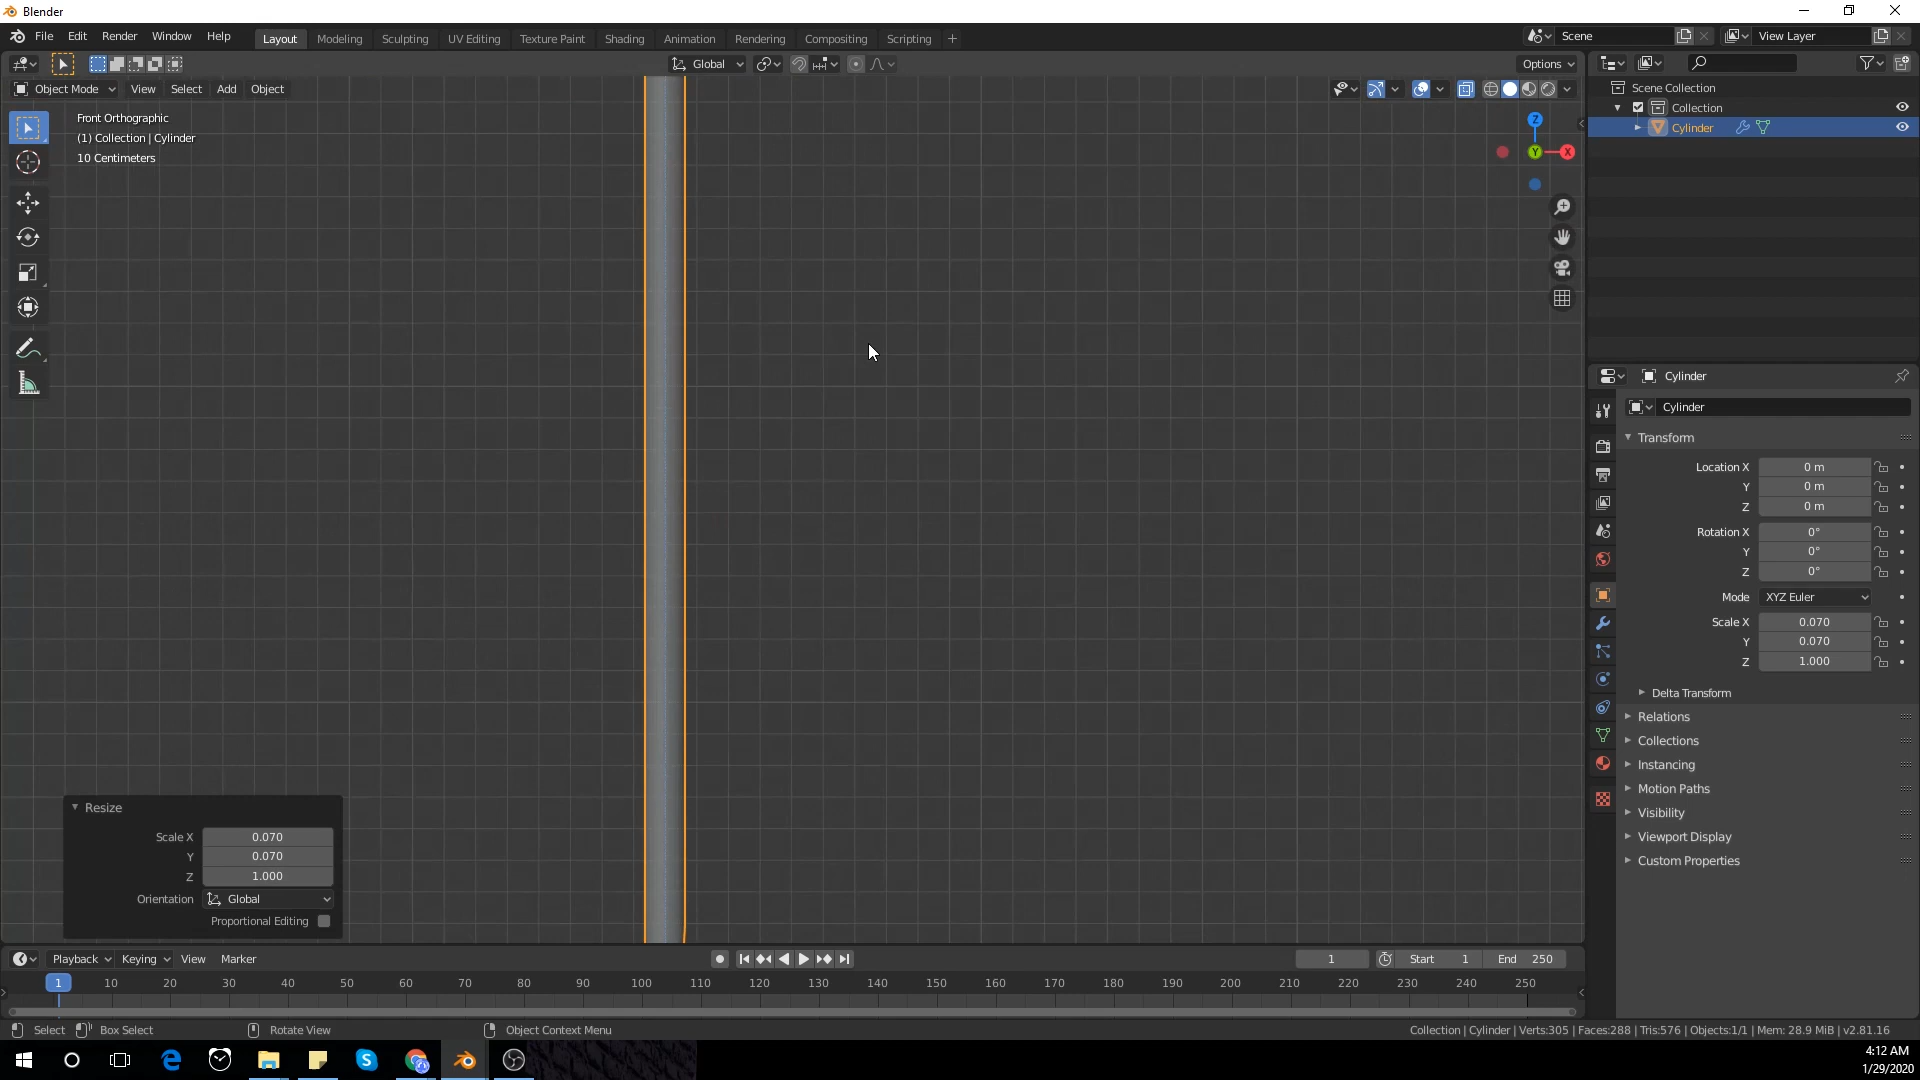 Blender
File Edit Render Window Help Layout Modeling Sculpting UV Editing Texture Paint Shading Animation Rendering Compositing Scripting + Scene View Layer
Global Options
Object Mode View Select Add Object
Front Orthographic
(1) Collection | Cylinder
10 Centimeters
Z
Y
X
Scene Collection
Collection
Cylinder
Cylinder
Cylinder
Transform
Location X 0 m
Y 0 m
Z 0 m
Rotation X 0°
Y 0°
Z 0°
Mode XYZ Euler
Scale X 0.070
Y 0.070
Z 1.000
Delta Transform
Relations
Collections
Instancing
Motion Paths
Visibility
Viewport Display
Custom Properties
Resize
Scale X 0.070
Y 0.070
Z 1.000
Orientation Global
Proportional Editing
Playback Keying View Marker 1 Start 1 End 250
1 10 20 30 40 50 60 70 80 90 100 110 120 130 140 150 160 170 180 190 200 210 220 230 240 250
Select Box Select Rotate View Object Context Menu Collection | Cylinder | Verts:305 | Faces:288 | Tris:576 | Objects:1/1 | Mem: 28.9 MiB | v2.81.16
4:12 AM
1/29/2020